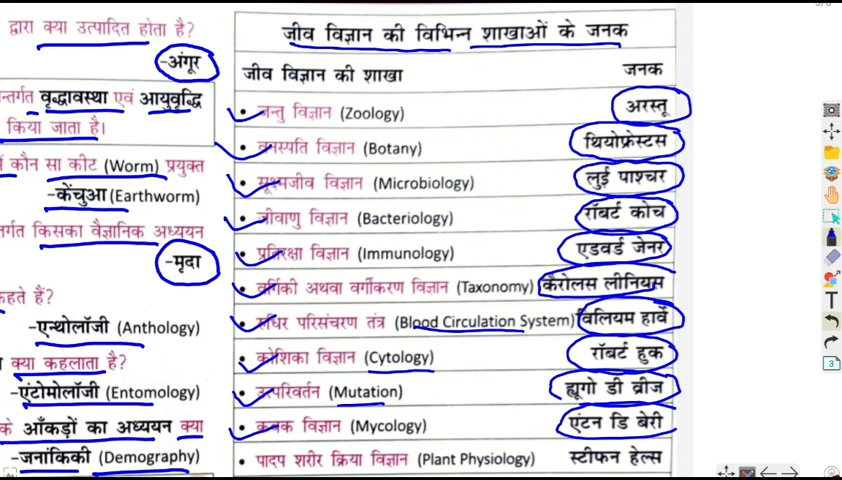 द्वारा क्या उत्पादित होता है?
-अंगूर
न्तर्गत वृद्धावस्था एवं आयुवृद्धि
किया जाता है।
में कौन सा कीट (Worm) प्रयुक्त
-केंचुआ (Earthworm)
तर्गत किसका वैज्ञानिक अध्ययन
-मृदा
कहते हैं?
-एन्थोलॉजी (Anthology)
क्या कहलाता है?
-एंटोमोलॉजी (Entomology)
के आँकड़ों का अध्ययन क्या
-जनांकिकी (Demography)
जीव विज्ञान की विभिन्न शाखाओं के जनक
जीव विज्ञान की शाखा जनक
• जन्तु विज्ञान (Zoology) अरस्तू
• वनस्पति विज्ञान (Botany) थियोफ्रेस्टस
• सूक्ष्मजीव विज्ञान (Microbiology) लुई पाश्चर
• जीवाणु विज्ञान (Bacteriology) रॉबर्ट कोच
• प्रतिरक्षा विज्ञान (Immunology) एडवर्ड जेनर
• वर्गिकी अथवा वर्गीकरण विज्ञान (Taxonomy) कैरोलस लीनियस
• रुधिर परिसंचरण तंत्र (Blood Circulation System) विलियम हार्वे
• कोशिका विज्ञान (Cytology) रॉबर्ट हुक
• उत्परिवर्तन (Mutation) ह्यूगो डी व्रीज
• कवक विज्ञान (Mycology) एंटन डि बेरी
• पादप शरीर क्रिया विज्ञान (Plant Physiology) स्टीफन हेल्स
T
3